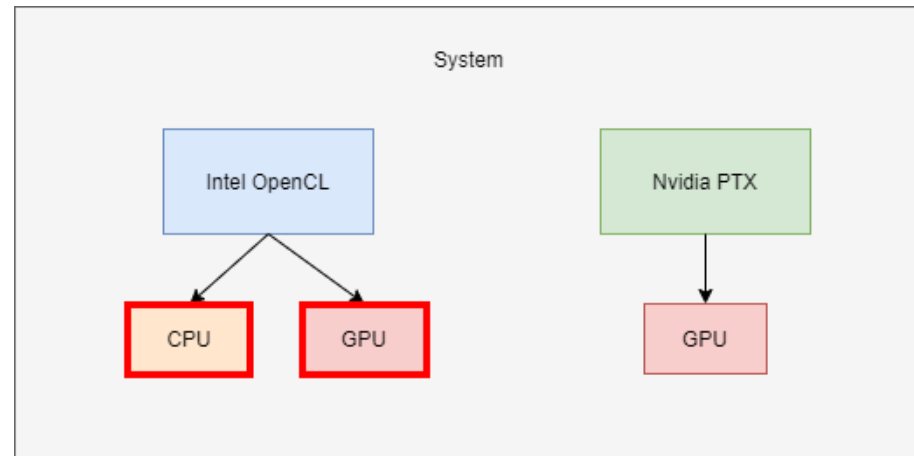 System
Intel OpenCL
Nvidia PTX
CPU
GPU
GPU